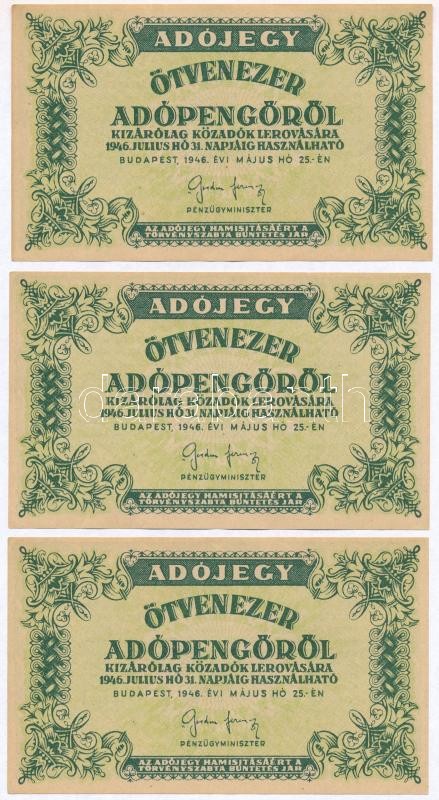 ADÓJEGY
ÖTVENEZER
ADÓPENGŐRŐL
KIZÁRÓLAG KÖZADÓK LEROVÁSÁRA
1946. JULIUS HÓ 31. NAPJÁIG HASZNÁLHATÓ
BUDAPEST, 1946. ÉVI MÁJUS HÓ 25.-ÉN
PÉNZÜGYMINISZTER
AZ ADÓJEGY HAMISITÁSÁÉRT A
TÖRVÉNYSZABTA BÜNTETÉS JÁR
ADÓJEGY
ÖTVENEZER
ADÓPENGŐRŐL
KIZÁRÓLAG KÖZADÓK LEROVÁSÁRA
1946. JULIUS HÓ 31. NAPJÁIG HASZNÁLHATÓ
BUDAPEST, 1946. ÉVI MÁJUS HÓ 25.-ÉN
PÉNZÜGYMINISZTER
AZ ADÓJEGY HAMISITÁSÁÉRT A
TÖRVÉNYSZABTA BÜNTETÉS JÁR
ADÓJEGY
ÖTVENEZER
ADÓPENGŐRŐL
KIZÁRÓLAG KÖZADÓK LEROVÁSÁRA
1946. JULIUS HÓ 31. NAPJÁIG HASZNÁLHATÓ
BUDAPEST, 1946. ÉVI MÁJUS HÓ 25.-ÉN
PÉNZÜGYMINISZTER
AZ ADÓJEGY HAMISITÁSÁÉRT A
TÖRVÉNYSZABTA BÜNTETÉS JÁR